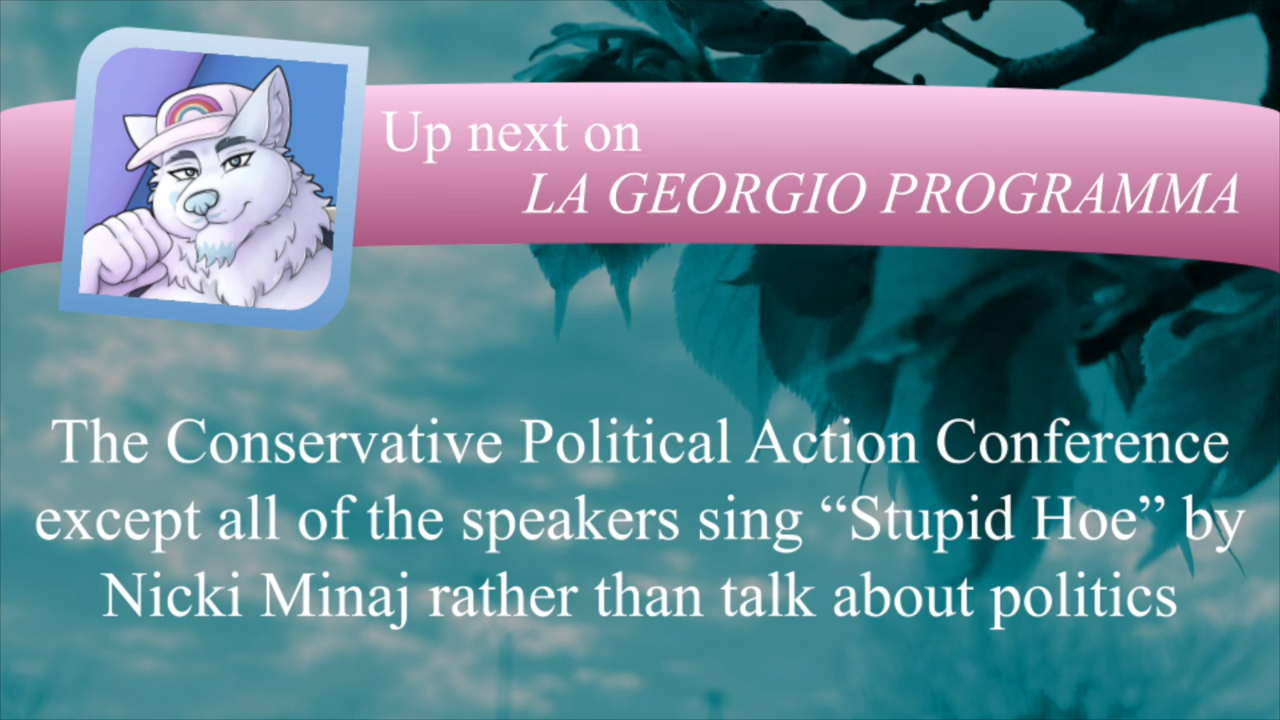 Up next on
LA GEORGIO PROGRAMMA
The Conservative Political Action Conference
except all of the speakers sing “Stupid Hoe” by
Nicki Minaj rather than talk about politics